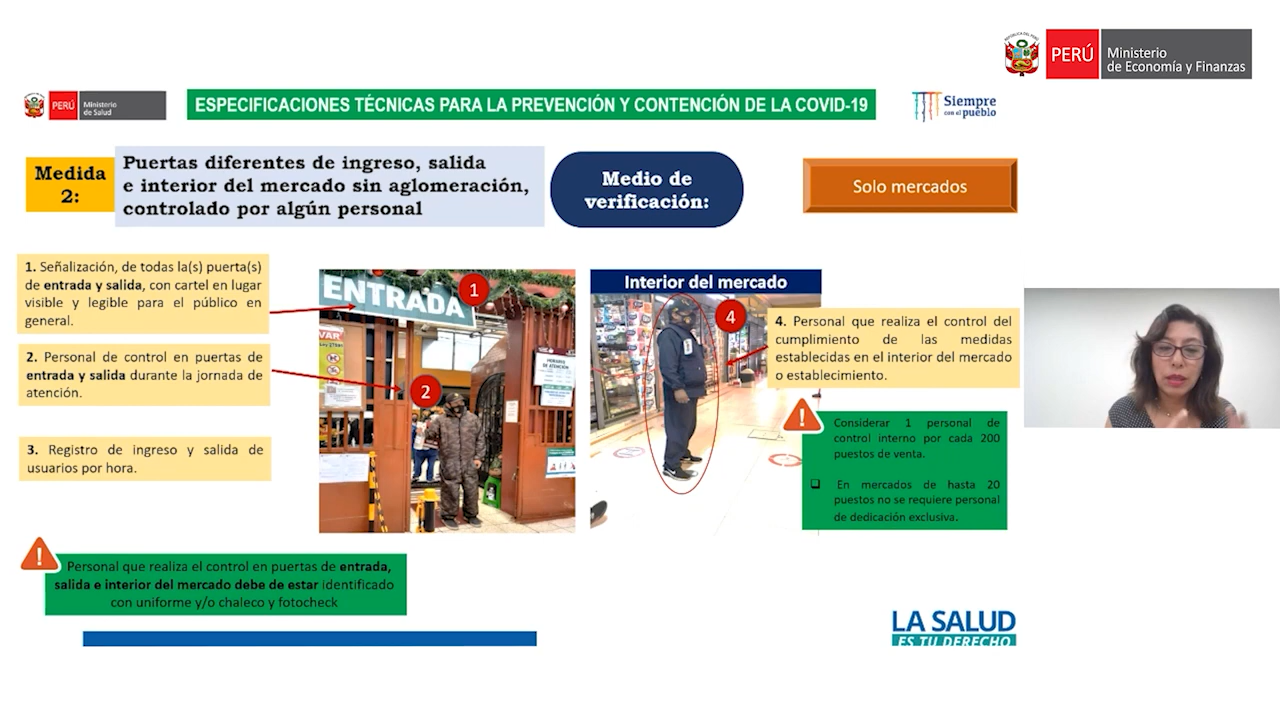 PERÚ
Ministerio
de Economía y Finanzas
PERÚ
Ministerio
de Salud
ESPECIFICACIONES TÉCNICAS PARA LA PREVENCIÓN Y CONTENCIÓN DE LA COVID-19
Siempre
con el pueblo
Medida
2:
Puertas diferentes de ingreso, salida
e interior del mercado sin aglomeración,
controlado por algún personal
Medio de
verificación:
Solo mercados
1. Señalización, de todas la(s) puerta(s)
de entrada y salida, con cartel en lugar
visible y legible para el público en
general.
2. Personal de control en puertas de
entrada y salida durante la jornada de
atención.
3. Registro de ingreso y salida de
usuarios por hora.
ENTRADA
1
2
HORARIO
DE ATENCION
Interior del mercado
4
4. Personal que realiza el control del
cumplimiento de las medidas
establecidas en el interior del mercado
o establecimiento.
!
Considerar 1 personal de
control interno por cada 200
puestos de venta.
❑ En mercados de hasta 20
puestos no se requiere personal
de dedicación exclusiva.
!
Personal que realiza el control en puertas de entrada,
salida e interior del mercado debe de estar identificado
con uniforme y/o chaleco y fotocheck
LA SALUD
ES TU DERECHO